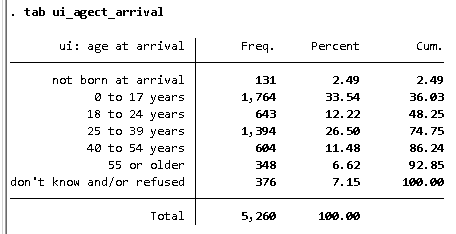 . tab ui_agect_arrival
ui: age at arrival Freq. Percent Cum.
not born at arrival 131 2.49 2.49
0 to 17 years 1,764 33.54 36.03
18 to 24 years 643 12.22 48.25
25 to 39 years 1,394 26.50 74.75
40 to 54 years 604 11.48 86.24
55 or older 348 6.62 92.85
don't know and/or refused 376 7.15 100.00
Total 5,260 100.00